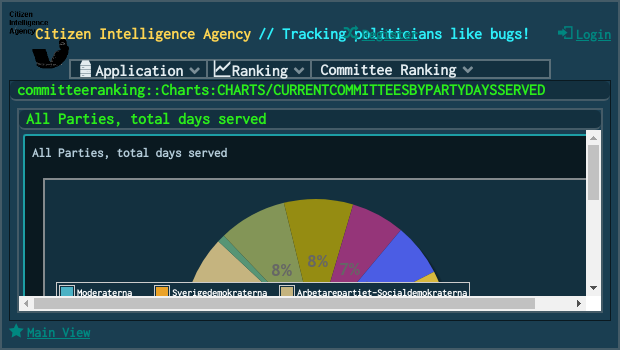 Citizen
Intelligence
Agency
Citizen Intelligence Agency // Tracking politicians like bugs!
Register
Login
Application
Ranking
Committee Ranking
committeeranking::Charts:CHARTS/CURRENTCOMMITTEESBYPARTYDAYSSERVED
All Parties, total days served
All Parties, total days served
8%
8%
7%
Moderaterna
Sverigedemokraterna
Arbetarepartiet-Socialdemokraterna
Main View